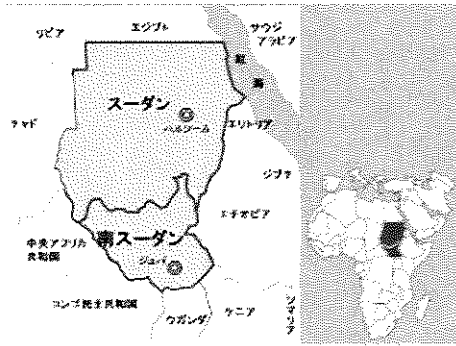 リビア
エジプト
サウジ
アラビア
紅
海
スーダン
ハルツーム
チャド
エリトリア
ジブチ
エチオピア
中央アフリカ
共和国
南スーダン
ジュバ
コンゴ民主共和国
ウガンダ
ケニア
ソマリア